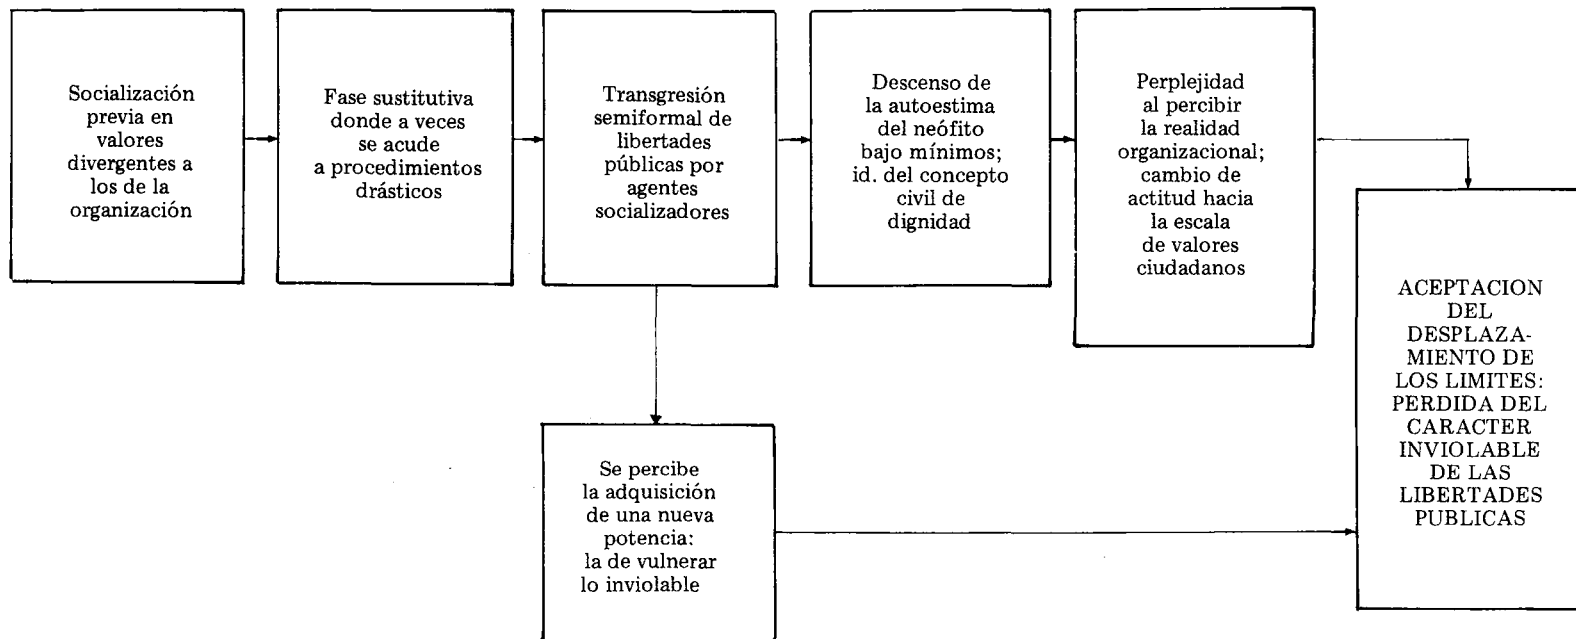 Socialización
previa en
valores
divergentes a
los de la
organización
Fase sustitutiva
donde a veces
se acude
a procedimientos
drásticos
Transgresión
semiformal de
libertades
públicas por
agentes
socializadores
Descenso de
la autoestima
del neófito
bajo mínimos;
id. del concepto
civil de
dignidad
Perplejidad
al percibir
la realidad
organizacional;
cambio de
actitud hacia
la escala
de valores
ciudadanos
ACEPTACION
DEL
DESPLAZA-
MIENTO DE
LOS LIMITES:
PERDIDA DEL
CARACTER
INVIOLABLE
DE LAS
LIBERTADES
PUBLICAS
Se percibe
la adquisición
de una nueva
potencia:
la de vulnerar
lo inviolable